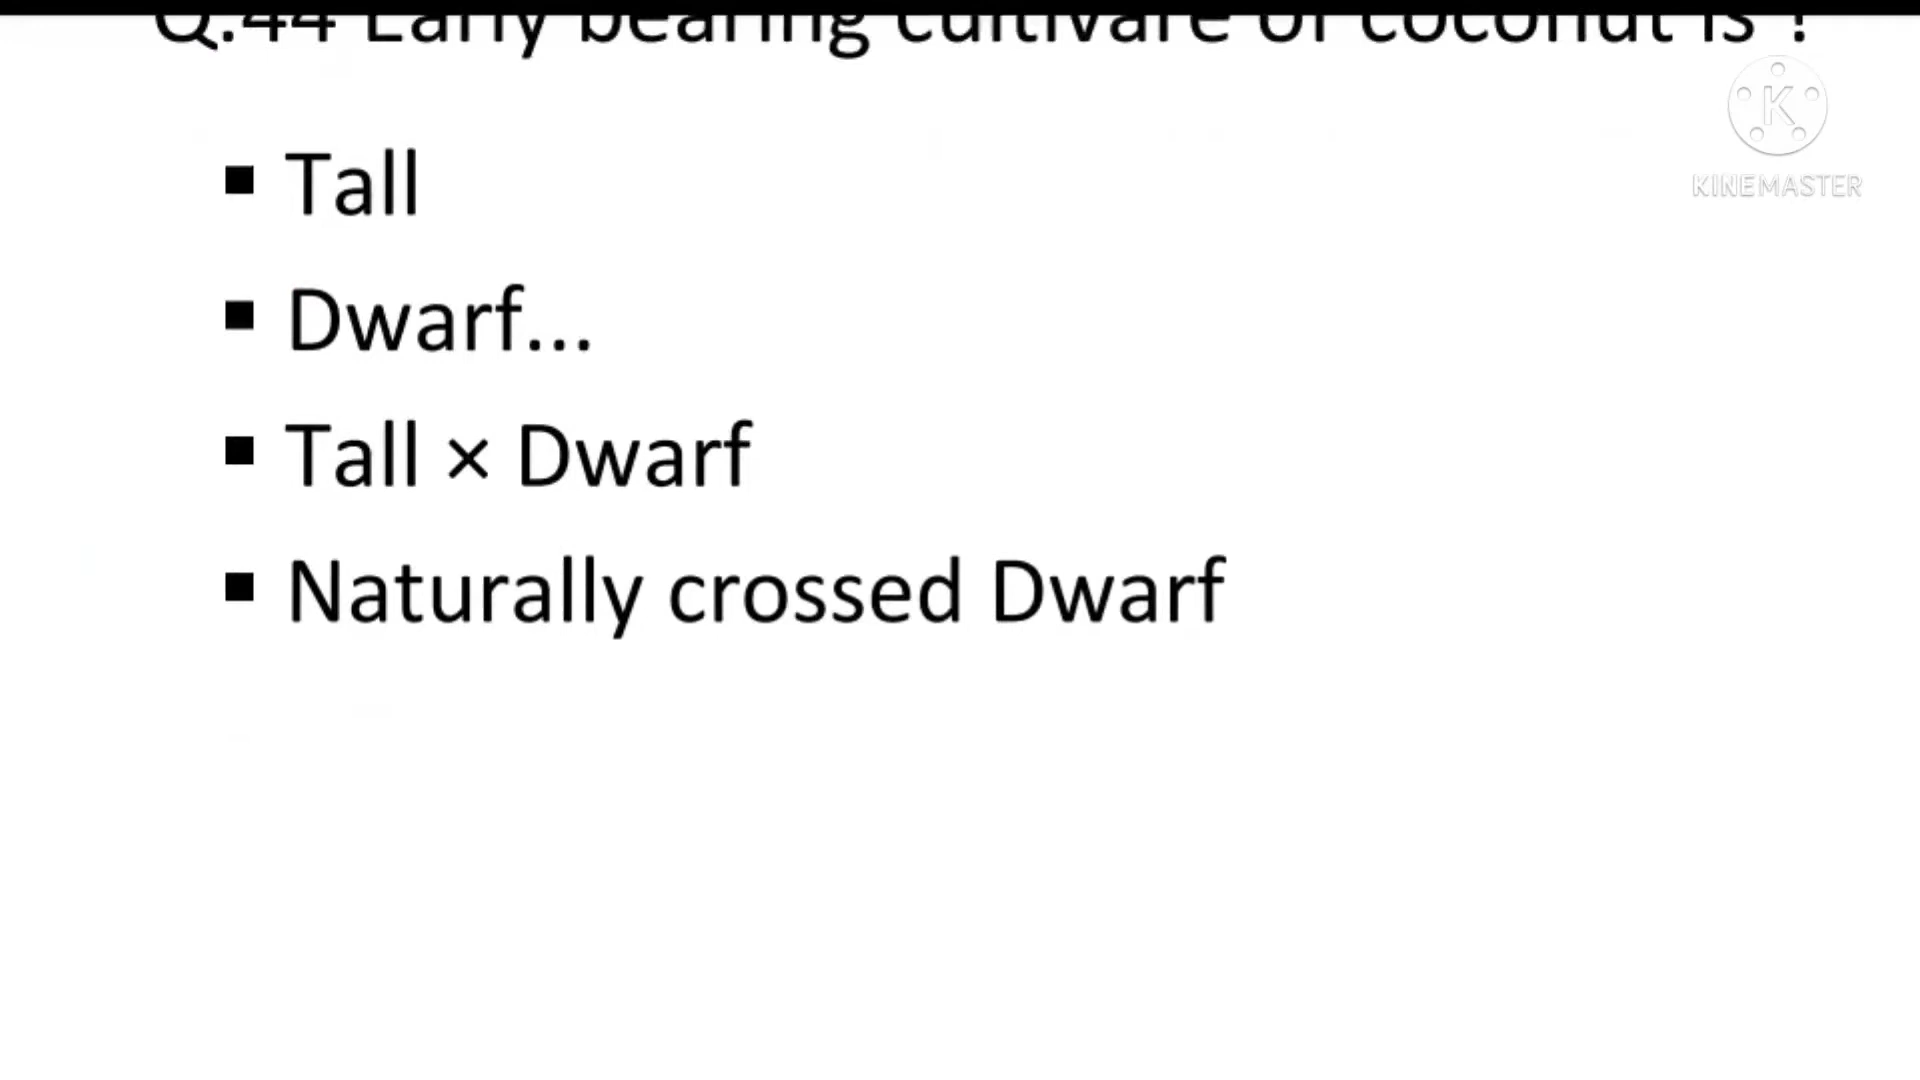 Q.44 Early bearing cultivare of coconut is ?
▪ Tall
▪ Dwarf...
▪ Tall × Dwarf
▪ Naturally crossed Dwarf
K
KINEMASTER